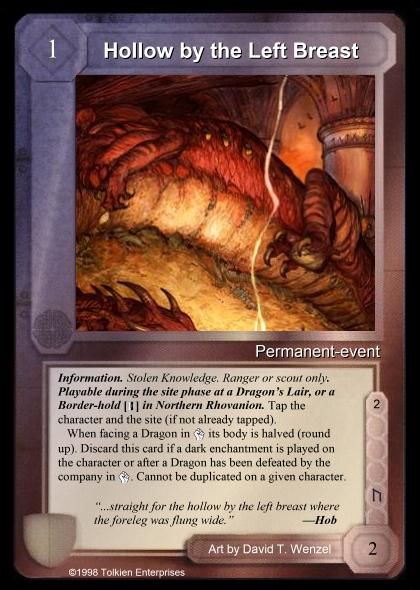 1
Hollow by the Left Breast
Permanent-event
Information. Stolen Knowledge. Ranger or scout only.
Playable during the site phase at a Dragon's Lair, or a
Border-hold [1] in Northern Rhovanion. Tap the
character and the site (if not already tapped).
When facing a Dragon in its body is halved (round
up). Discard this card if a dark enchantment is played on
the character or after a Dragon has been defeated by the
company in . Cannot be duplicated on a given character.
"...straight for the hollow by the left breast where
the foreleg was flung wide." —Hob
2
Art by David T. Wenzel
2
©1998 Tolkien Enterprises